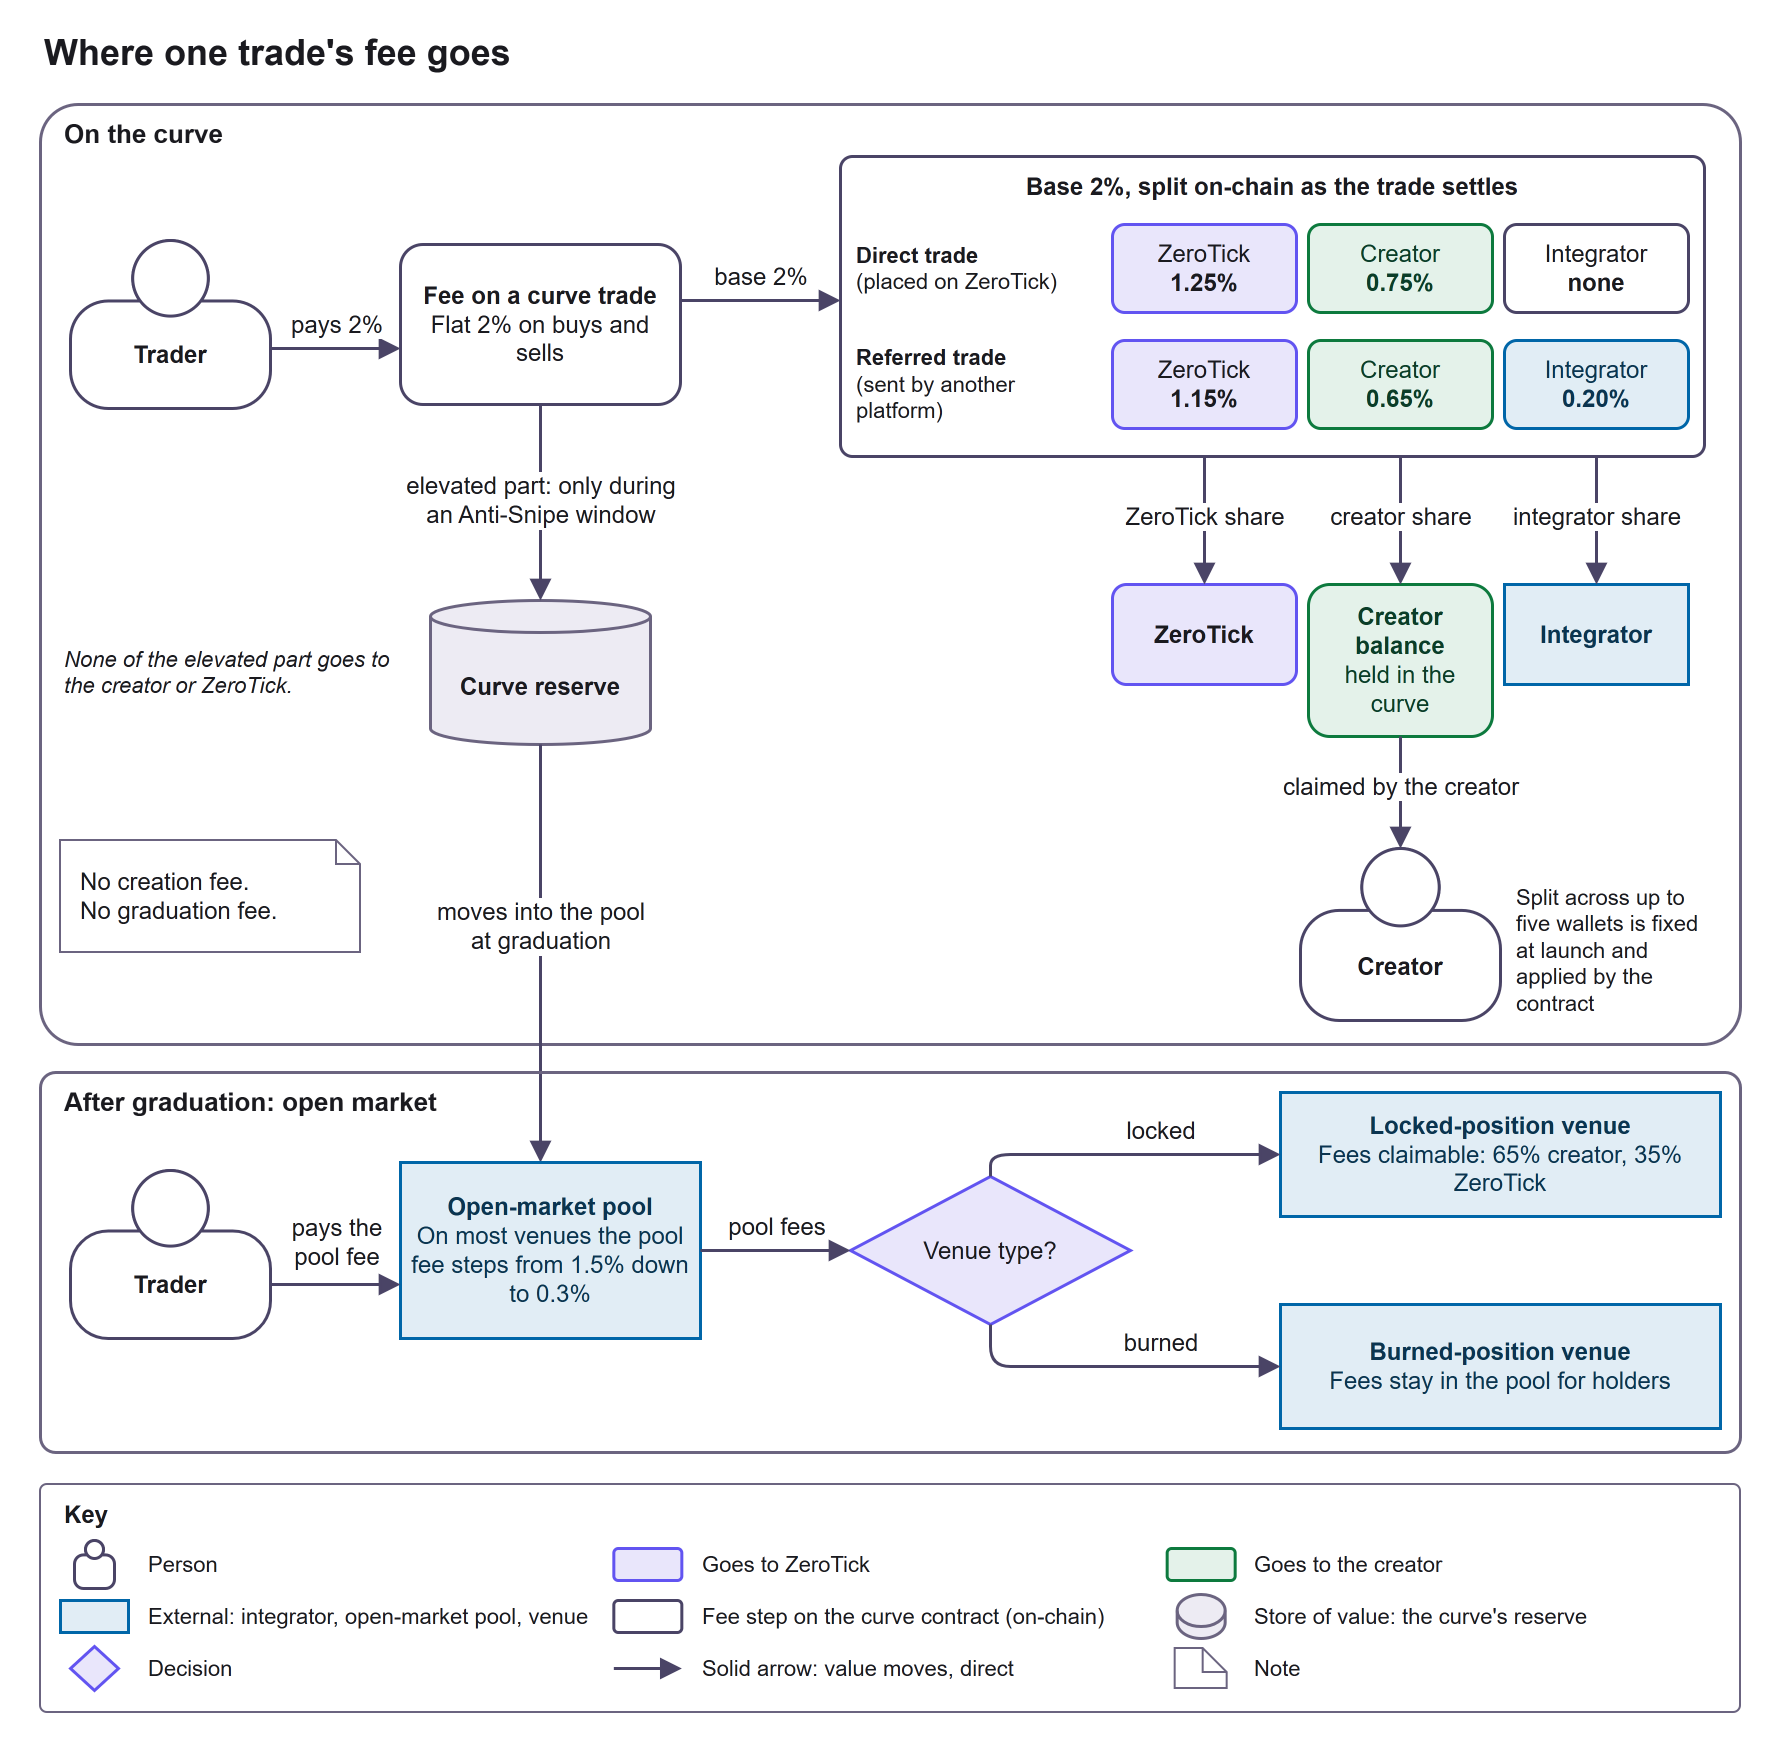 Where one trade's fee goes
On the curve
Trader
pays 2%
Fee on a curve trade
Flat 2% on buys and
sells
base 2%
Base 2%, split on-chain as the trade settles
Direct trade
(placed on ZeroTick)
ZeroTick
1.25%
Creator
0.75%
Integrator
none
Referred trade
(sent by another
platform)
ZeroTick
1.15%
Creator
0.65%
Integrator
0.20%
elevated part: only during
an Anti-Snipe window
ZeroTick share
creator share
integrator share
None of the elevated part goes to
the creator or ZeroTick.
Curve reserve
ZeroTick
Creator
balance
held in the
curve
Integrator
claimed by the creator
No creation fee.
No graduation fee.
moves into the pool
at graduation
Creator
Split across up to
five wallets is fixed
at launch and
applied by the
contract
After graduation: open market
Trader
pays the
pool fee
Open-market pool
On most venues the pool
fee steps from 1.5% down
to 0.3%
pool fees
Venue type?
locked
Locked-position venue
Fees claimable: 65% creator, 35%
ZeroTick
burned
Burned-position venue
Fees stay in the pool for holders
Key
Person
Goes to ZeroTick
Goes to the creator
External: integrator, open-market pool, venue
Fee step on the curve contract (on-chain)
Store of value: the curve's reserve
Decision
Solid arrow: value moves, direct
Note